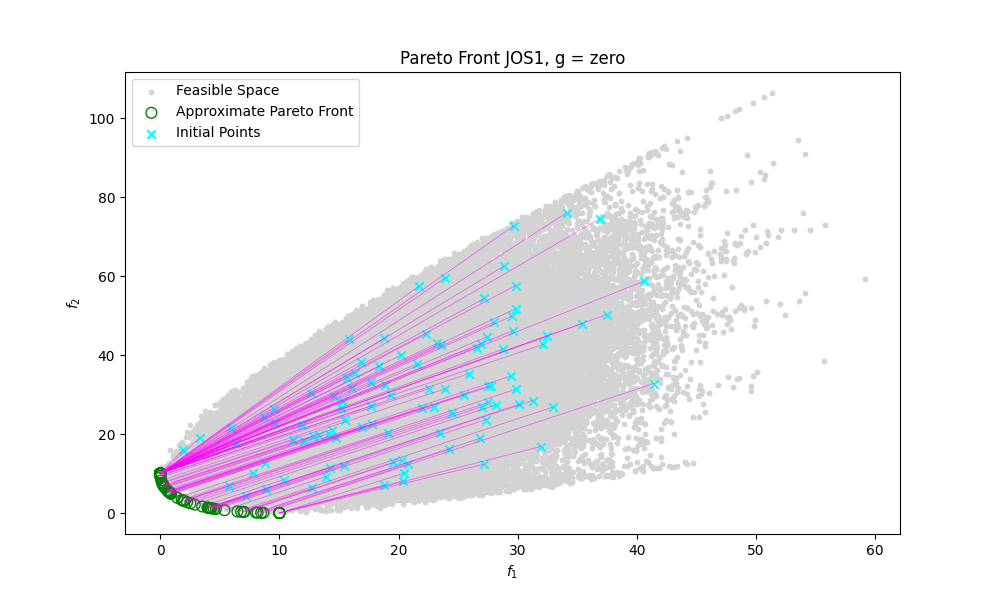 Pareto Front JOS1, g = zero
Feasible Space
Approximate Pareto Front
Initial Points
100
80
60
40
20
0
f₂
0 10 20 30 40 50 60
f₁